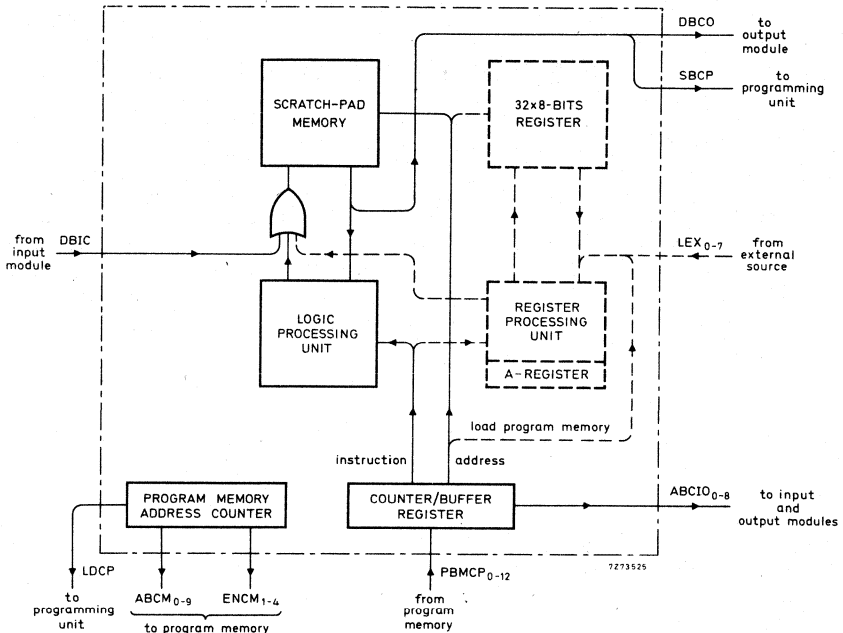 DBCO
to
output
module
SBCP
to
programming
unit
SCRATCH-PAD
MEMORY
32x8-BITS
REGISTER
from
input
module
DBIC
LEX0-7
from
external
source
LOGIC
PROCESSING
UNIT
REGISTER
PROCESSING
UNIT
A-REGISTER
load program memory
instruction
address
PROGRAM MEMORY
ADDRESS COUNTER
COUNTER/BUFFER
REGISTER
ABCIO0-8
to input
and
output modules
7Z73525
LDCP
to
programming
unit
ABCM0-9
ENCM1-4
to program memory
PBMCP0-12
from
program
memory